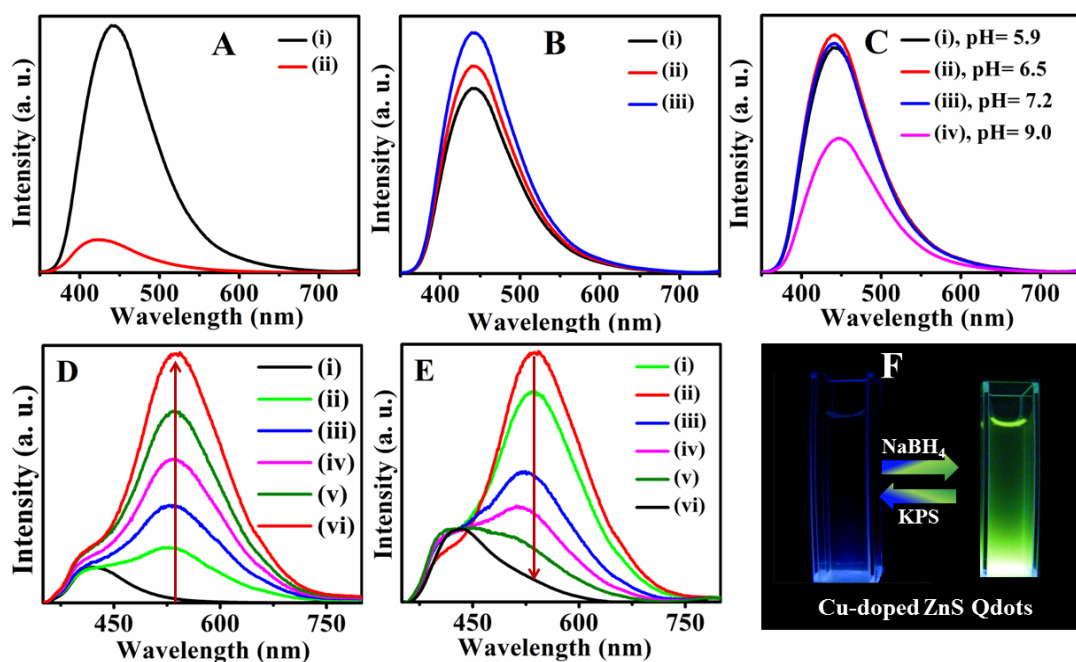 A
(i)
(ii)
Intensity (a. u.)
400 500 600 700
Wavelength (nm)
B
(i)
(ii)
(iii)
Intensity (a. u.)
400 500 600 700
Wavelength (nm)
C
(i), pH= 5.9
(ii), pH= 6.5
(iii), pH= 7.2
(iv), pH= 9.0
Intensity (a. u.)
400 500 600 700
Wavelength (nm)
D
(i)
(ii)
(iii)
(iv)
(v)
(vi)
Intensity (a. u.)
450 600 750
Wavelength (nm)
E
(i)
(ii)
(iii)
(iv)
(v)
(vi)
Intensity (a. u.)
450 600 750
Wavelength (nm)
F
NaBH₄
KPS
Cu-doped ZnS Qdots